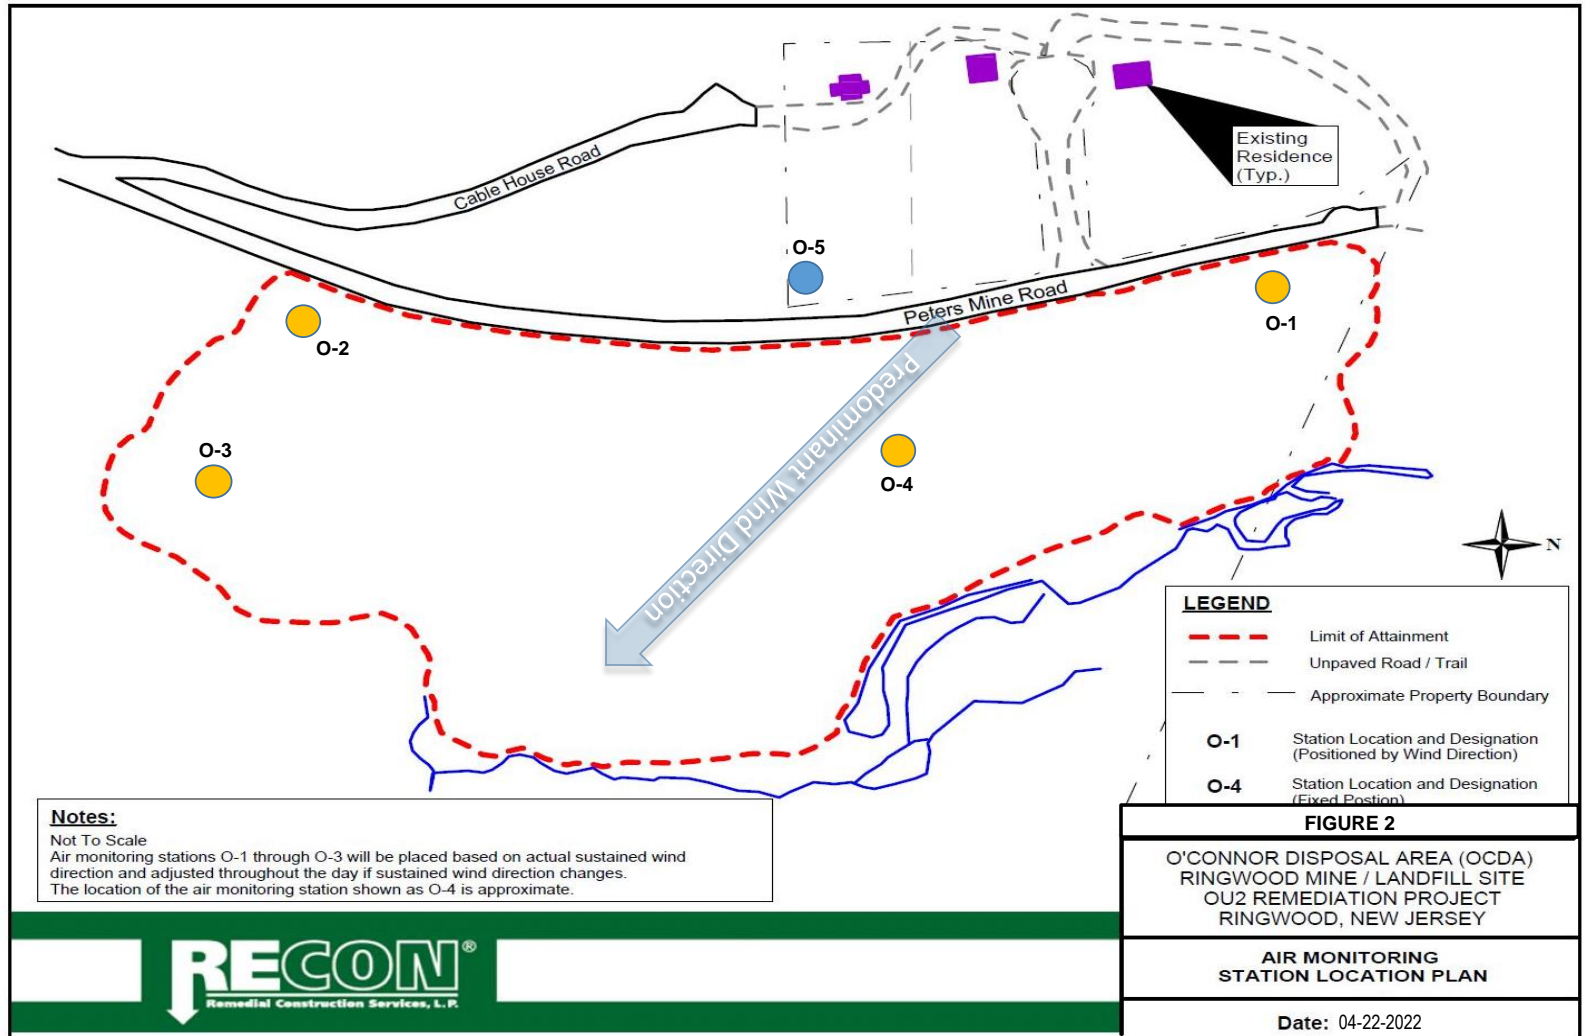 Cable House Road
Existing
Residence
(Typ.)
O-5
Peters Mine Road
O-1
O-2
Predominant Wind Direction
O-3
O-4
N
LEGEND
Limit of Attainment
Unpaved Road / Trail
Approximate Property Boundary
O-1
Station Location and Designation
(Positioned by Wind Direction)
O-4
Station Location and Designation
(Fixed Postion)
Notes:
Not To Scale
Air monitoring stations O-1 through O-3 will be placed based on actual sustained wind
direction and adjusted throughout the day if sustained wind direction changes.
The location of the air monitoring station shown as O-4 is approximate.
FIGURE 2
O'CONNOR DISPOSAL AREA (OCDA)
RINGWOOD MINE / LANDFILL SITE
OU2 REMEDIATION PROJECT
RINGWOOD, NEW JERSEY
AIR MONITORING
STATION LOCATION PLAN
Date: 04-22-2022
RECON®
Remedial Construction Services, L.P.